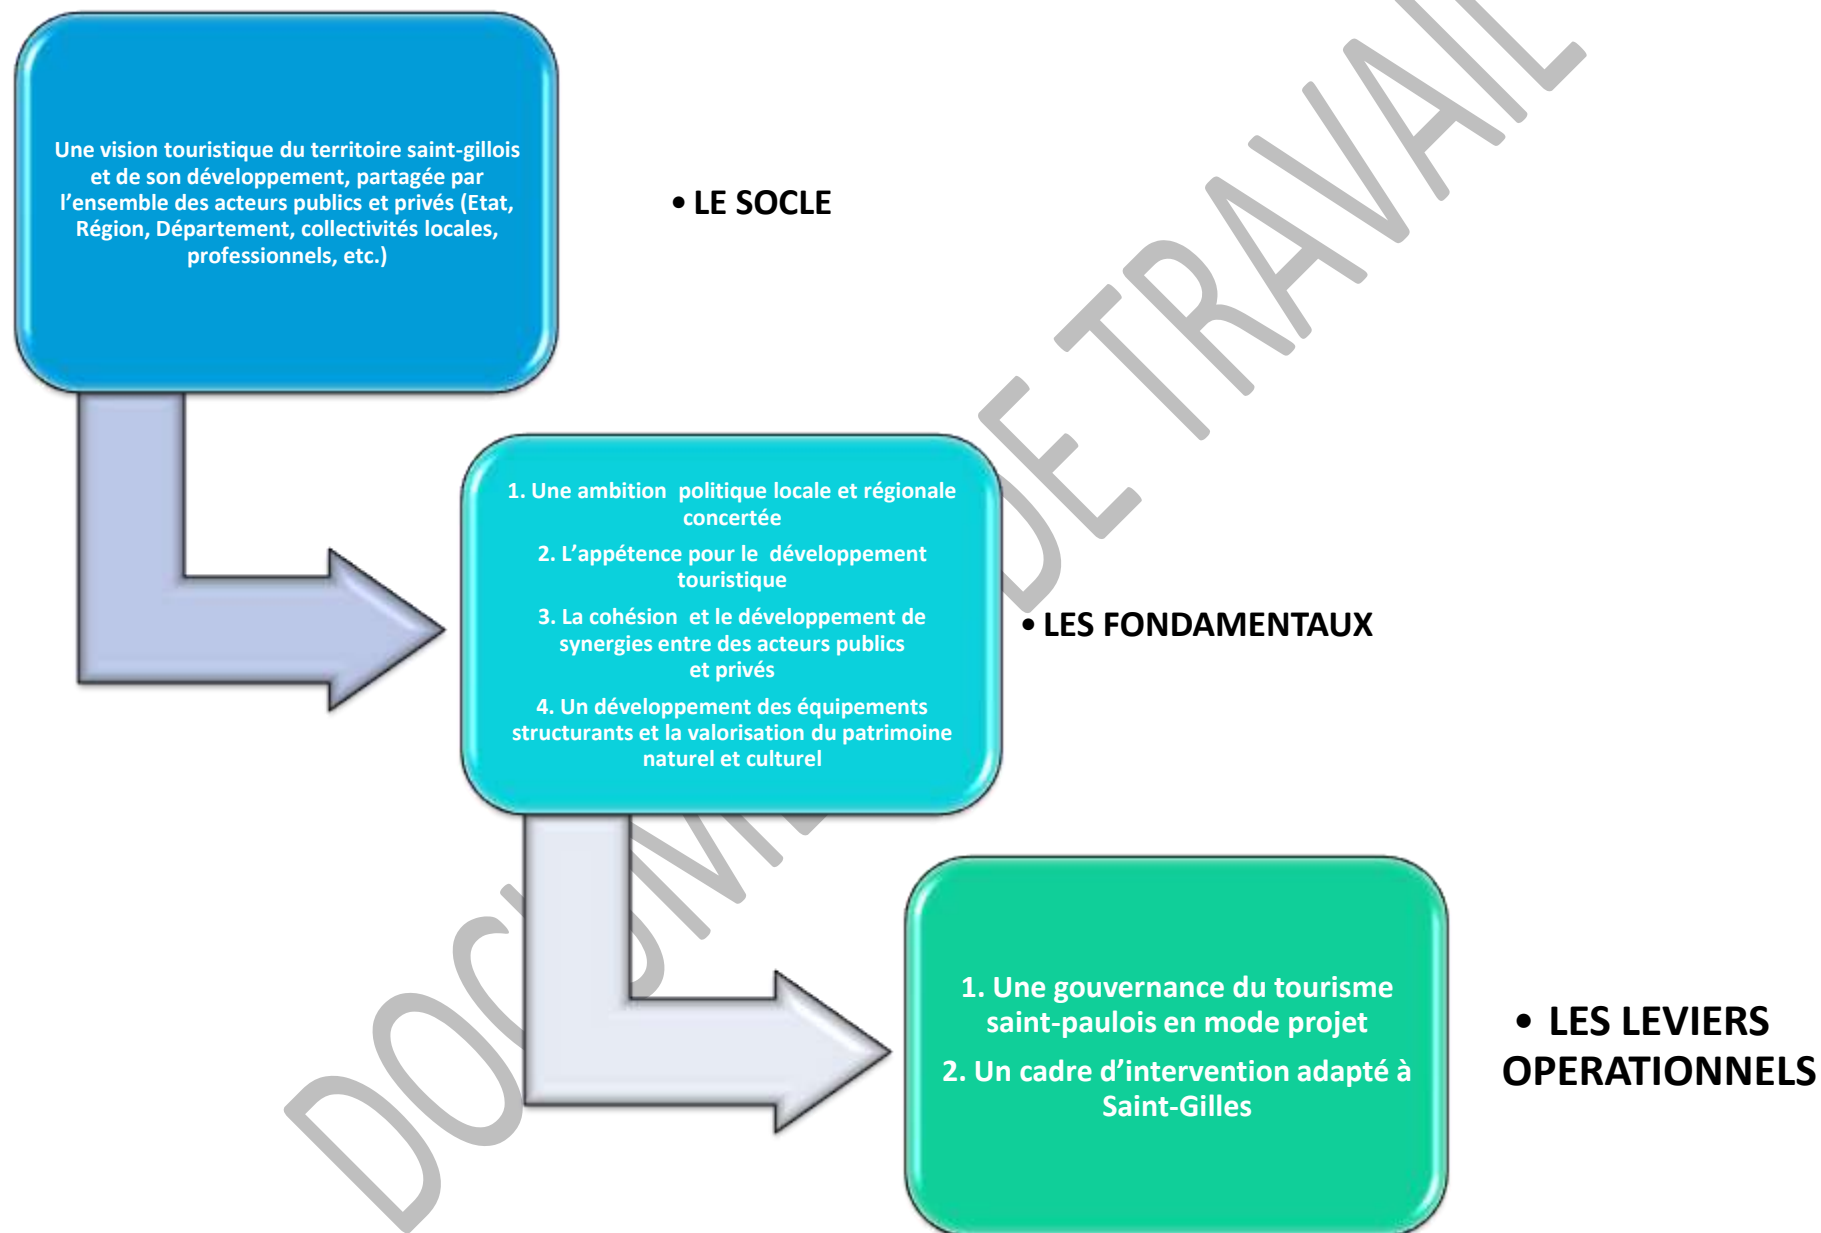 Une vision touristique du territoire saint-gillois
et de son développement, partagée par
l’ensemble des acteurs publics et privés (Etat,
Région, Département, collectivités locales,
professionnels, etc.)
• LE SOCLE
1. Une ambition politique locale et régionale
concertée
2. L’appétence pour le développement
touristique
3. La cohésion et le développement de
synergies entre des acteurs publics
et privés
4. Un développement des équipements
structurants et la valorisation du patrimoine
naturel et culturel
• LES FONDAMENTAUX
1. Une gouvernance du tourisme
saint-paulois en mode projet
2. Un cadre d’intervention adapté à
Saint-Gilles
• LES LEVIERS
OPERATIONNELS
DOCUME DE TRAVAIL